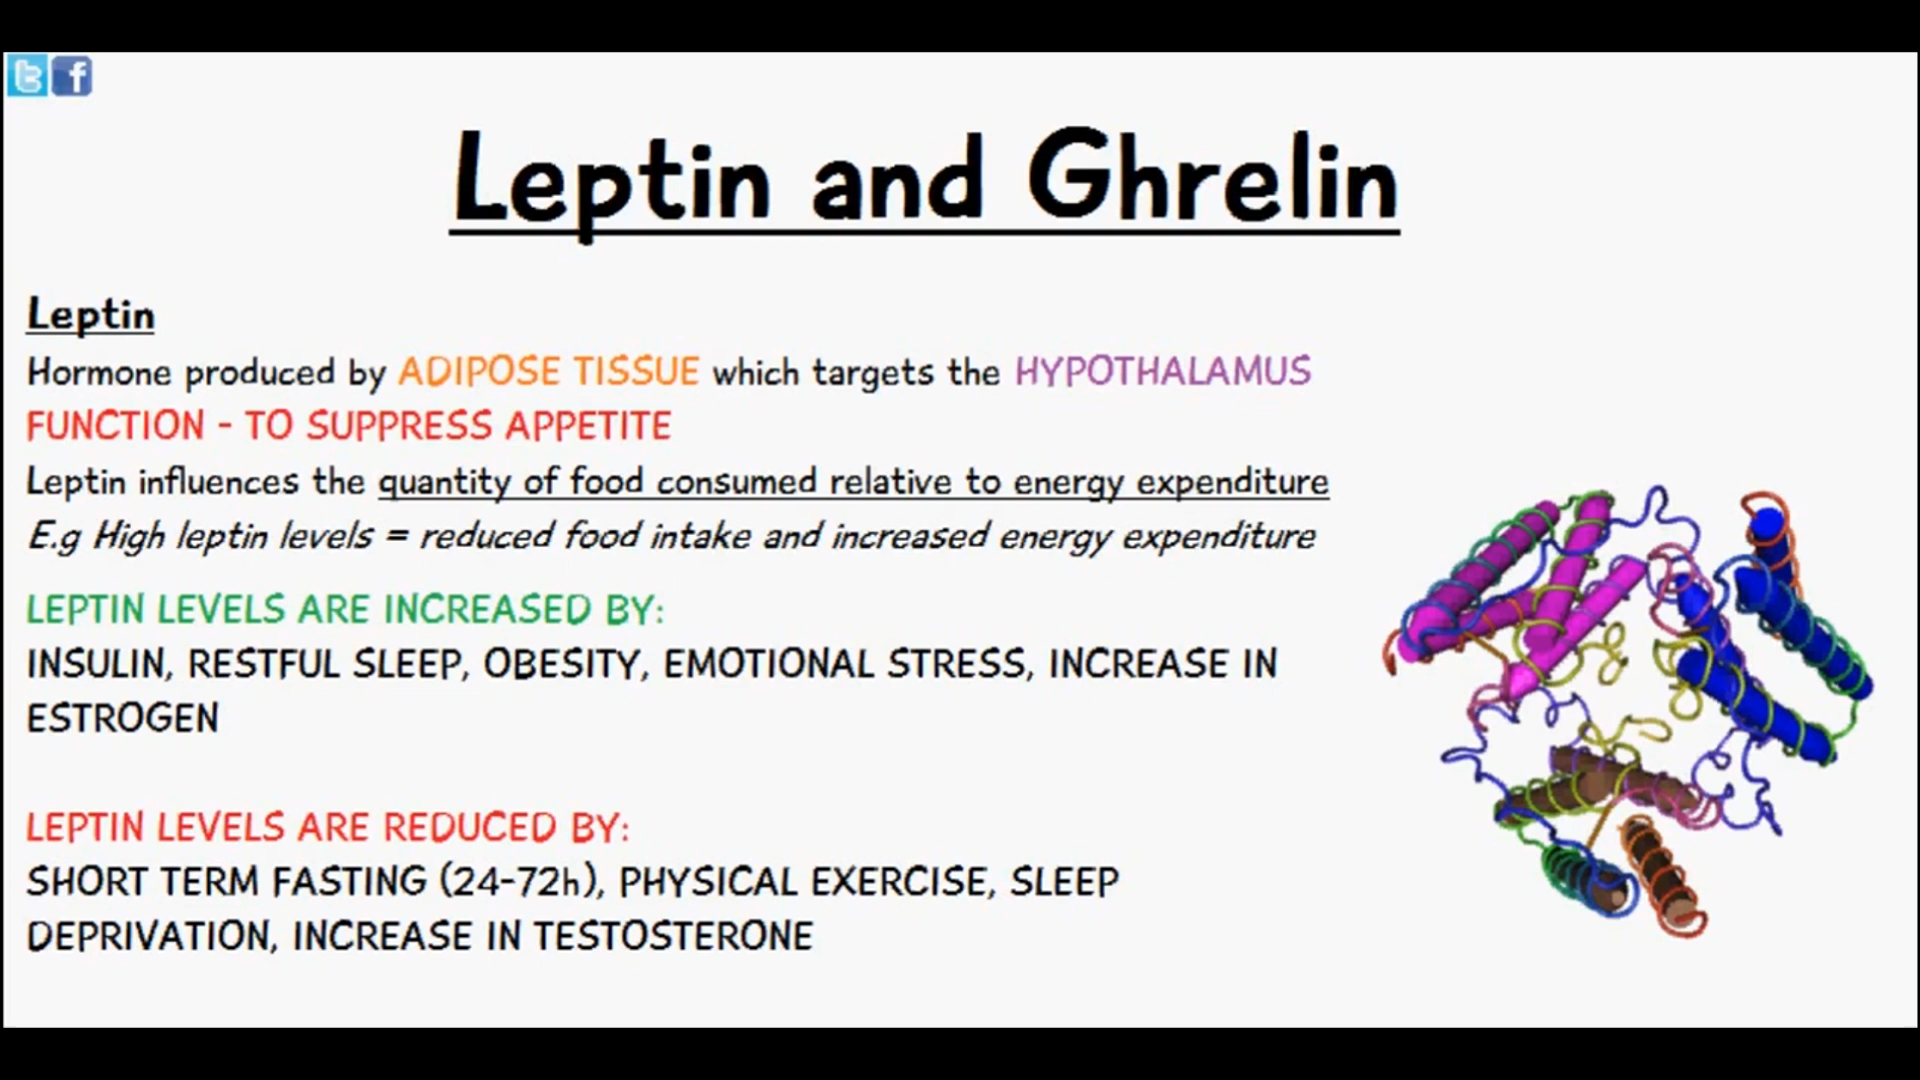 t f
Leptin and Ghrelin
Leptin
Hormone produced by ADIPOSE TISSUE which targets the HYPOTHALAMUS
FUNCTION - TO SUPPRESS APPETITE
Leptin influences the quantity of food consumed relative to energy expenditure
E.g High leptin levels = reduced food intake and increased energy expenditure
LEPTIN LEVELS ARE INCREASED BY:
INSULIN, RESTFUL SLEEP, OBESITY, EMOTIONAL STRESS, INCREASE IN
ESTROGEN
LEPTIN LEVELS ARE REDUCED BY:
SHORT TERM FASTING (24-72h), PHYSICAL EXERCISE, SLEEP
DEPRIVATION, INCREASE IN TESTOSTERONE